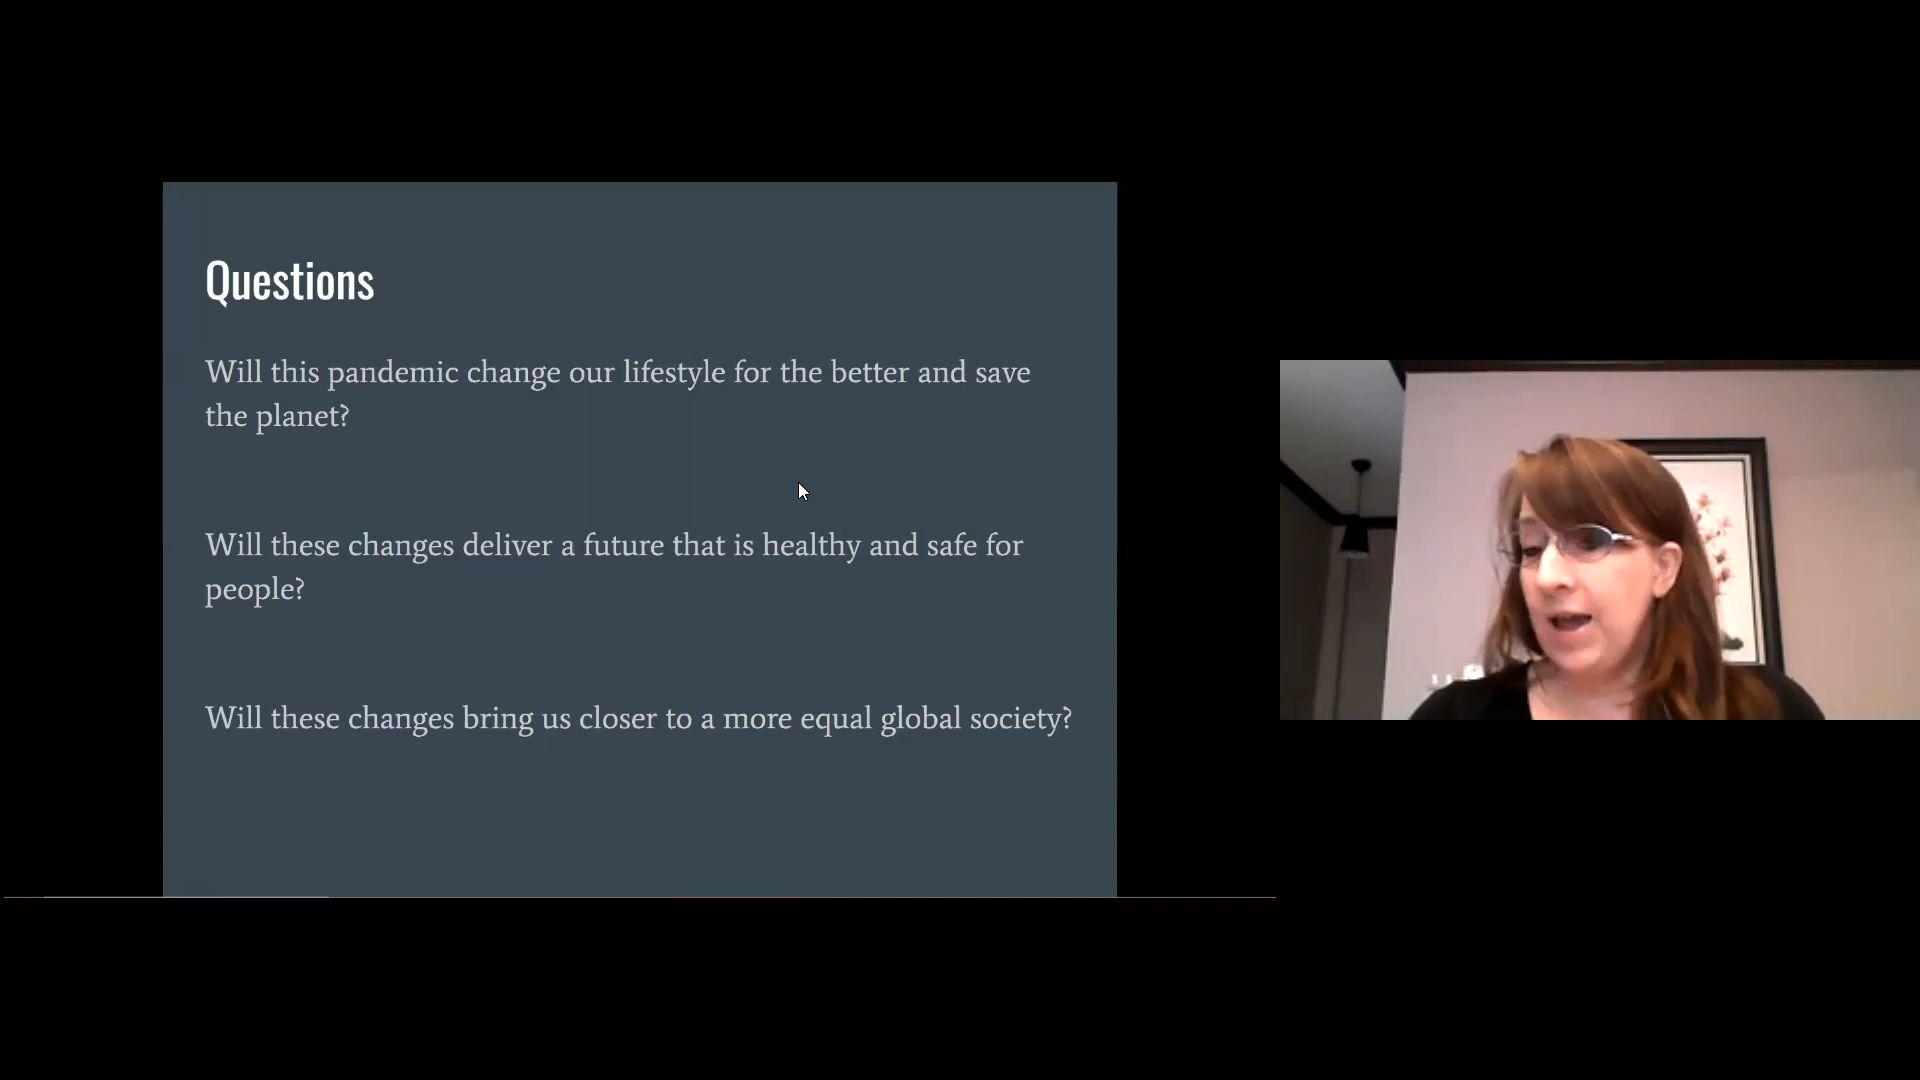 Questions
Will this pandemic change our lifestyle for the better and save
the planet?
Will these changes deliver a future that is healthy and safe for
people?
Will these changes bring us closer to a more equal global society?